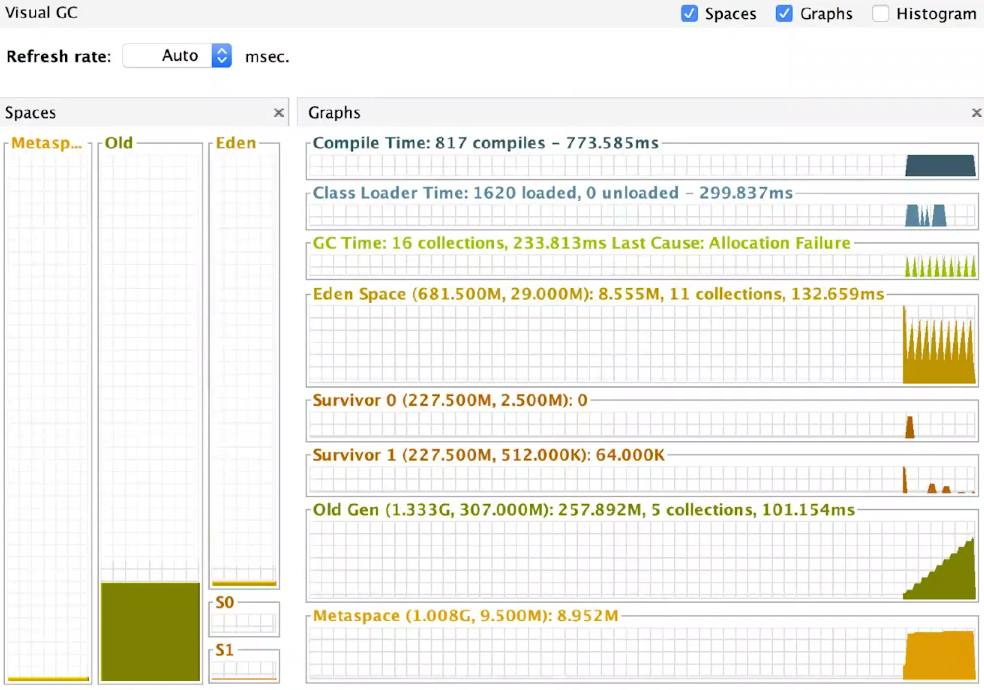 Visual GC
Spaces Graphs Histogram
Refresh rate: Auto msec.
Spaces
Metasp...
Old
Eden
S0
S1
Graphs
Compile Time: 817 compiles - 773.585ms
Class Loader Time: 1620 loaded, 0 unloaded - 299.837ms
GC Time: 16 collections, 233.813ms Last Cause: Allocation Failure
Eden Space (681.500M, 29.000M): 8.555M, 11 collections, 132.659ms
Survivor 0 (227.500M, 2.500M): 0
Survivor 1 (227.500M, 512.000K): 64.000K
Old Gen (1.333G, 307.000M): 257.892M, 5 collections, 101.154ms
Metaspace (1.008G, 9.500M): 8.952M